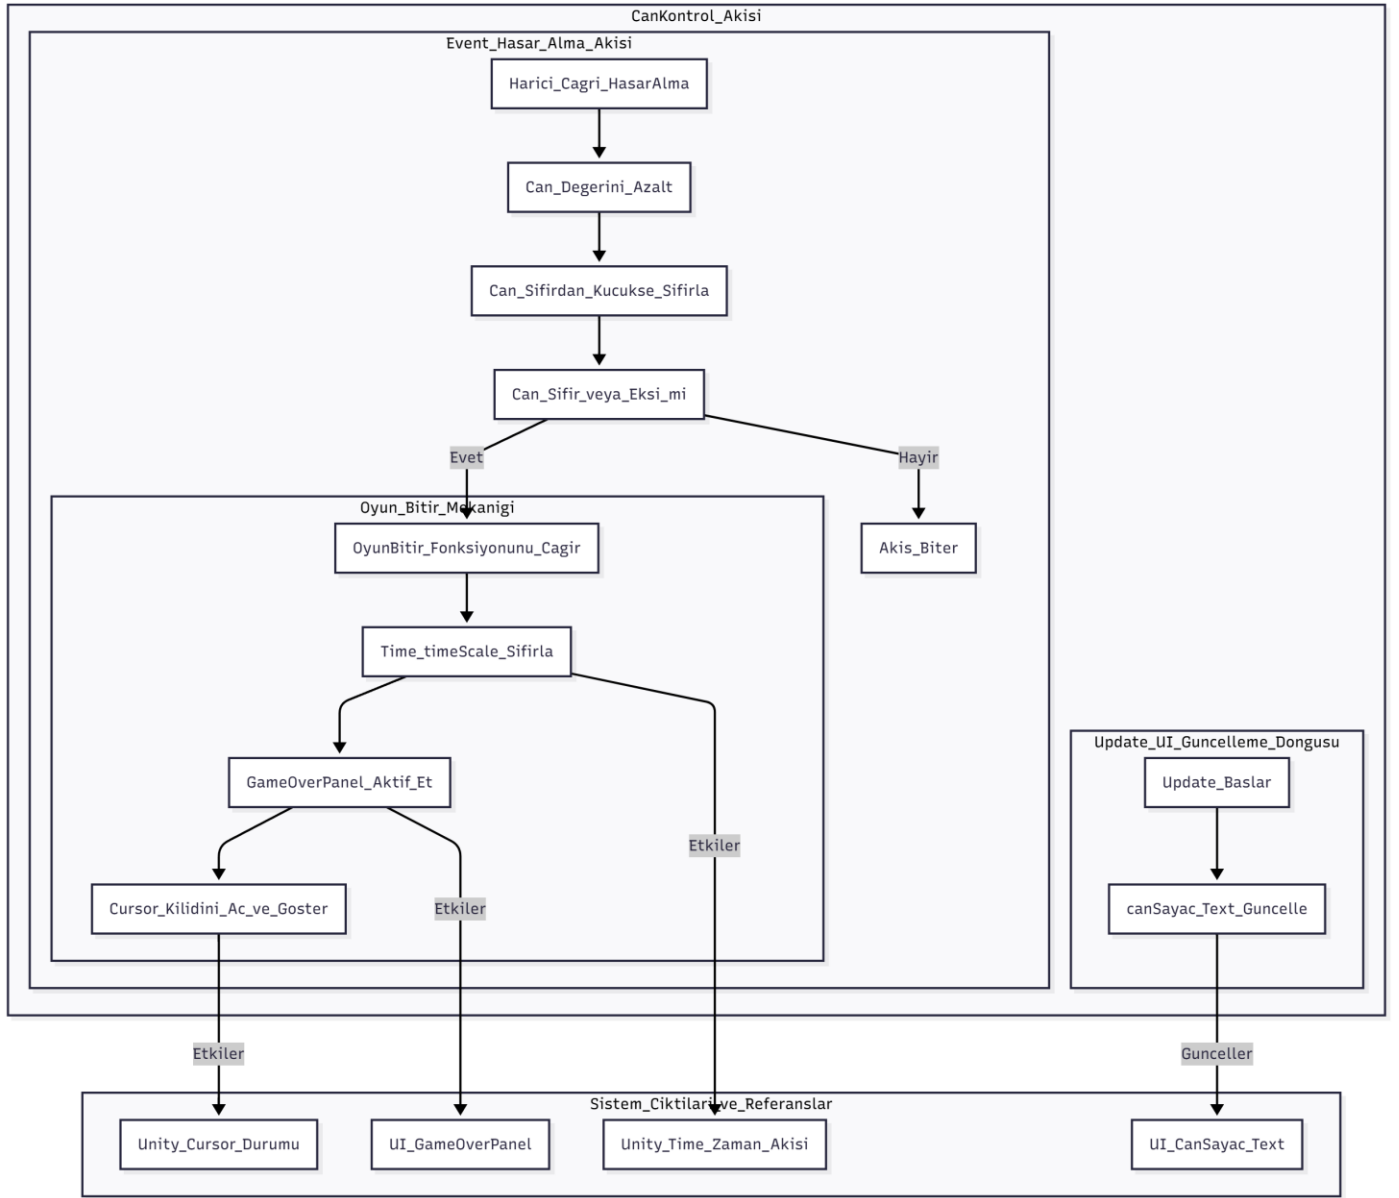 CanKontrol_Akisi
Event_Hasar_Alma_Akisi
Harici_Cagri_HasarAlma
Can_Degerini_Azalt
Can_Sifirdan_Kucukse_Sifirla
Can_Sifir_veya_Eksi_mi
Evet
Hayir
Oyun_Bitir_Mekanigi
OyunBitir_Fonksiyonunu_Cagir
Akis_Biter
Time_timeScale_Sifirla
Update_UI_Guncelleme_Dongusu
GameOverPanel_Aktif_Et
Update_Baslar
Etkiler
Cursor_Kilidini_Ac_ve_Goster
Etkiler
canSayac_Text_Guncelle
Etkiler
Gunceller
Sistem_Ciktilari_ve_Referanslar
Unity_Cursor_Durumu
UI_GameOverPanel
Unity_Time_Zaman_Akisi
UI_CanSayac_Text